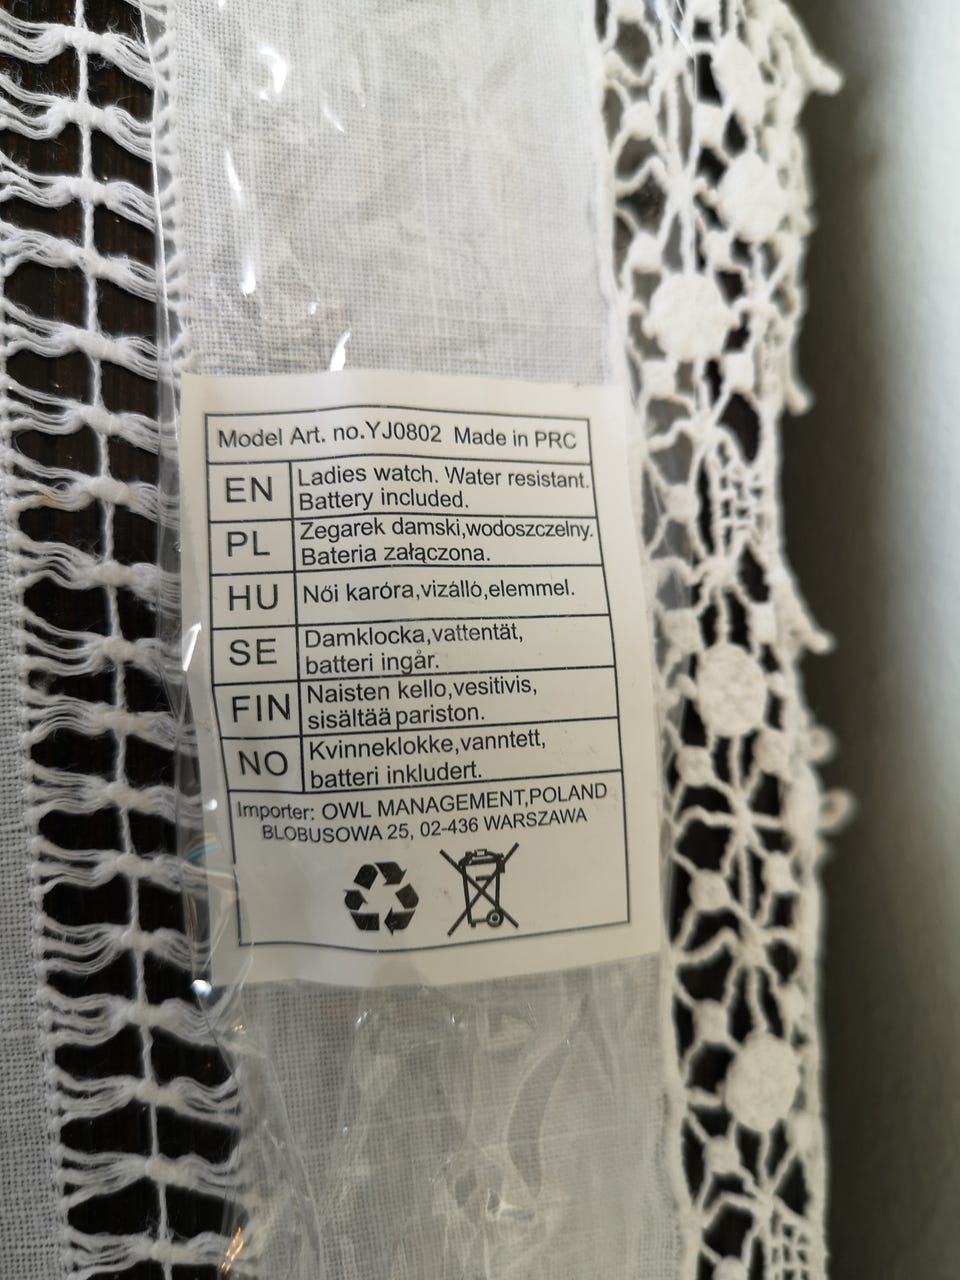 Model Art. no.YJ0802 Made in PRC
EN
Ladies watch. Water resistant.
Battery included.
PL
Zegarek damski,wodoszczelny.
Bateria załączona.
HU
Női karóra,vizálló,elemmel.
SE
Damklocka,vattentät,
batteri ingår.
FIN
Naisten kello,vesitivis,
sisältää pariston.
NO
Kvinneklokke,vanntett,
batteri inkludert.
Importer: OWL MANAGEMENT,POLAND
BLOBUSOWA 25, 02-436 WARSZAWA